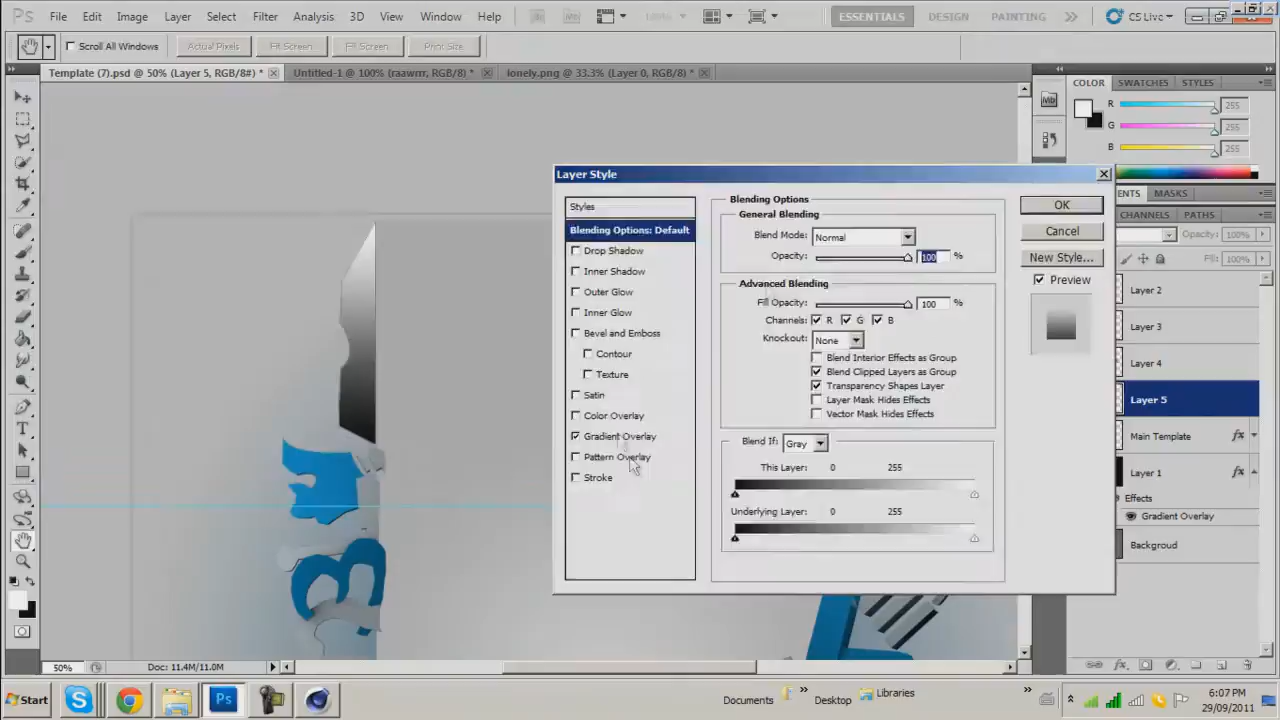 Ps File Edit Image Layer Select Filter Analysis 3D View Window Help Br Mb ESSENTIALS DESIGN PAINTING CS Live
Scroll All Windows Actual Pixels Fit Screen Fill Screen Print Size
Template (7).psd @ 50% (Layer 5, RGB/8#) * Untitled-1 @ 100% (raawrrr, RGB/8) * lonely.png @ 33.3% (Layer 0, RGB/8) *
COLOR SWATCHES STYLES
R 255
G 255
B 255
MASKS
CHANNELS PATHS
Opacity: 100%
Fill: 100%
Layer 2
Layer 3
Layer 4
Layer 5
Main Template fx
Layer 1 fx
Effects
Gradient Overlay
Backgroud
Layer Style
Styles
Blending Options: Default
Drop Shadow
Inner Shadow
Outer Glow
Inner Glow
Bevel and Emboss
Contour
Texture
Satin
Color Overlay
Gradient Overlay
Pattern Overlay
Stroke
Blending Options
General Blending
Blend Mode: Normal
Opacity: 100 %
Advanced Blending
Fill Opacity: 100 %
Channels: R G B
Knockout: None
Blend Interior Effects as Group
Blend Clipped Layers as Group
Transparency Shapes Layer
Layer Mask Hides Effects
Vector Mask Hides Effects
Blend If: Gray
This Layer: 0 255
Underlying Layer: 0 255
OK
Cancel
New Style...
Preview
50% Doc: 11.4M/11.0M
Start Ps Documents Desktop Libraries 6:07 PM
29/09/2011